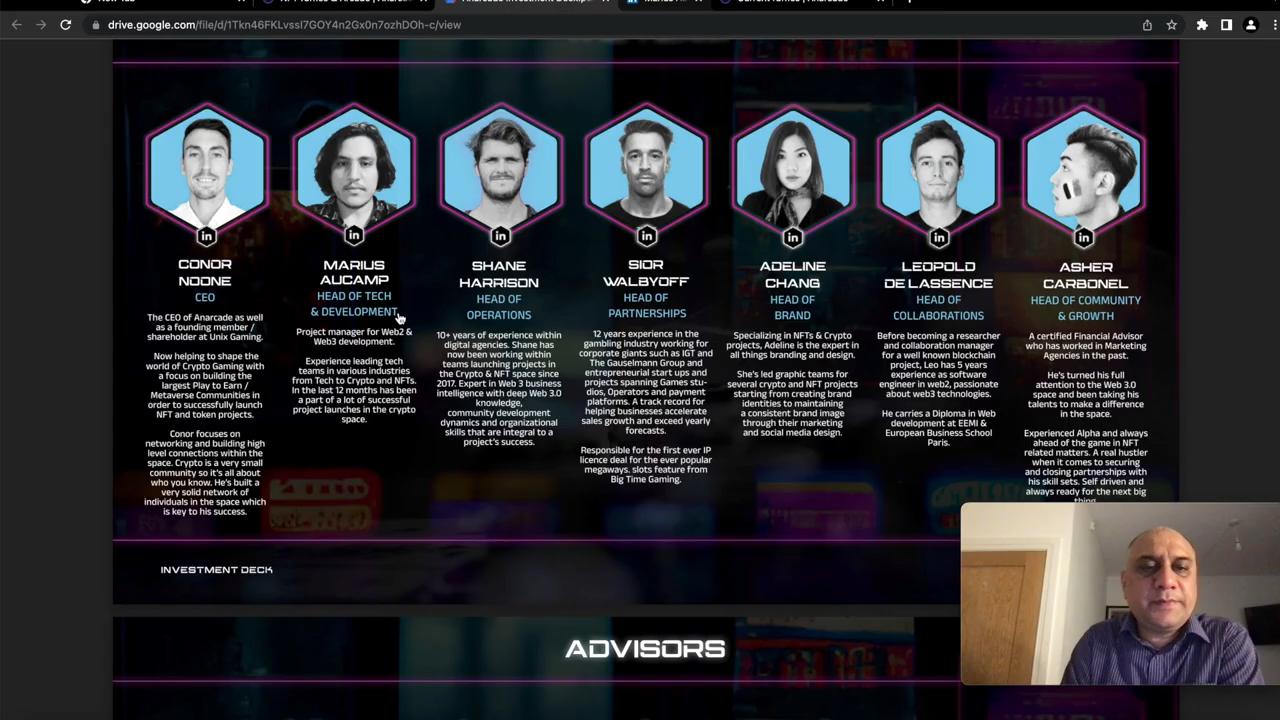 drive.google.com/file/d/1Tkn46FKLvssI7GOY4n2Gx0n7ozhDOh-c/view
in
in
in
in
in
in
in
CONOR
NOONE
CEO
The CEO of Anarcade as well
as a founding member /
shareholder at Unix Gaming.
Now helping to shape the
world of Crypto Gaming with
a focus on building the
largest Play to Earn /
Metaverse Communities in
order to successfully launch
NFT and token projects.
Conor focuses on
networking and building high
level connections within the
space. Crypto is a very small
community so it's all about
who you know. He's built a
very solid network of
individuals in the space which
is key to his success.
MARIUS
AUCAMP
HEAD OF TECH
& DEVELOPMENT
Project manager for Web2 &
Web3 development.
Experience leading tech
teams in various industries
from Tech to Crypto and NFTs.
In the last 12 months has been
a part of a lot of successful
project launches in the crypto
space.
SHANE
HARRISON
HEAD OF
OPERATIONS
10+ years of experience within
digital agencies. Shane has
now been working within
teams launching projects in
the Crypto & NFT space since
2017. Expert in Web 3 business
intelligence with deep Web 3.0
knowledge,
community development
dynamics and organizational
skills that are integral to a
project's success.
SIOR
WALBYOFF
HEAD OF
PARTNERSHIPS
12 years experience in the
gambling industry working for
corporate giants such as IGT and
The Gauselmann Group and
entrepreneurial start ups and
projects spanning Games stu-
dios, Operators and payment
platforms. A track record for
helping businesses accelerate
sales growth and exceed yearly
forecasts.
Responsible for the first ever IP
licence deal for the ever popular
megaways. slots feature from
Big Time Gaming.
ADELINE
CHANG
HEAD OF
BRAND
Specializing in NFTs & Crypto
projects, Adeline is the expert in
all things branding and design.
She's led graphic teams for
several crypto and NFT projects
starting from creating brand
identities to maintaining
a consistent brand image
through their marketing
and social media design.
LEOPOLD
DE LASSENCE
HEAD OF
COLLABORATIONS
Before becoming a researcher
and collaboration manager
for a well known blockchain
project, Leo has 5 years
experience as software
engineer in web2, passionate
about web3 technologies.
He carries a Diploma in Web
development at EEMI &
European Business School
Paris.
ASHER
CARBONEL
HEAD OF COMMUNITY
& GROWTH
A certified Financial Advisor
who has worked in Marketing
Agencies in the past.
He's turned his full
attention to the Web 3.0
space and been taking his
talents to make a difference
in the space.
Experienced Alpha and always
ahead of the game in NFT
related matters. A real hustler
when it comes to securing
and closing partnerships with
his skill sets. Self driven and
always ready for the next big
thing.
INVESTMENT DECK
ADVISORS